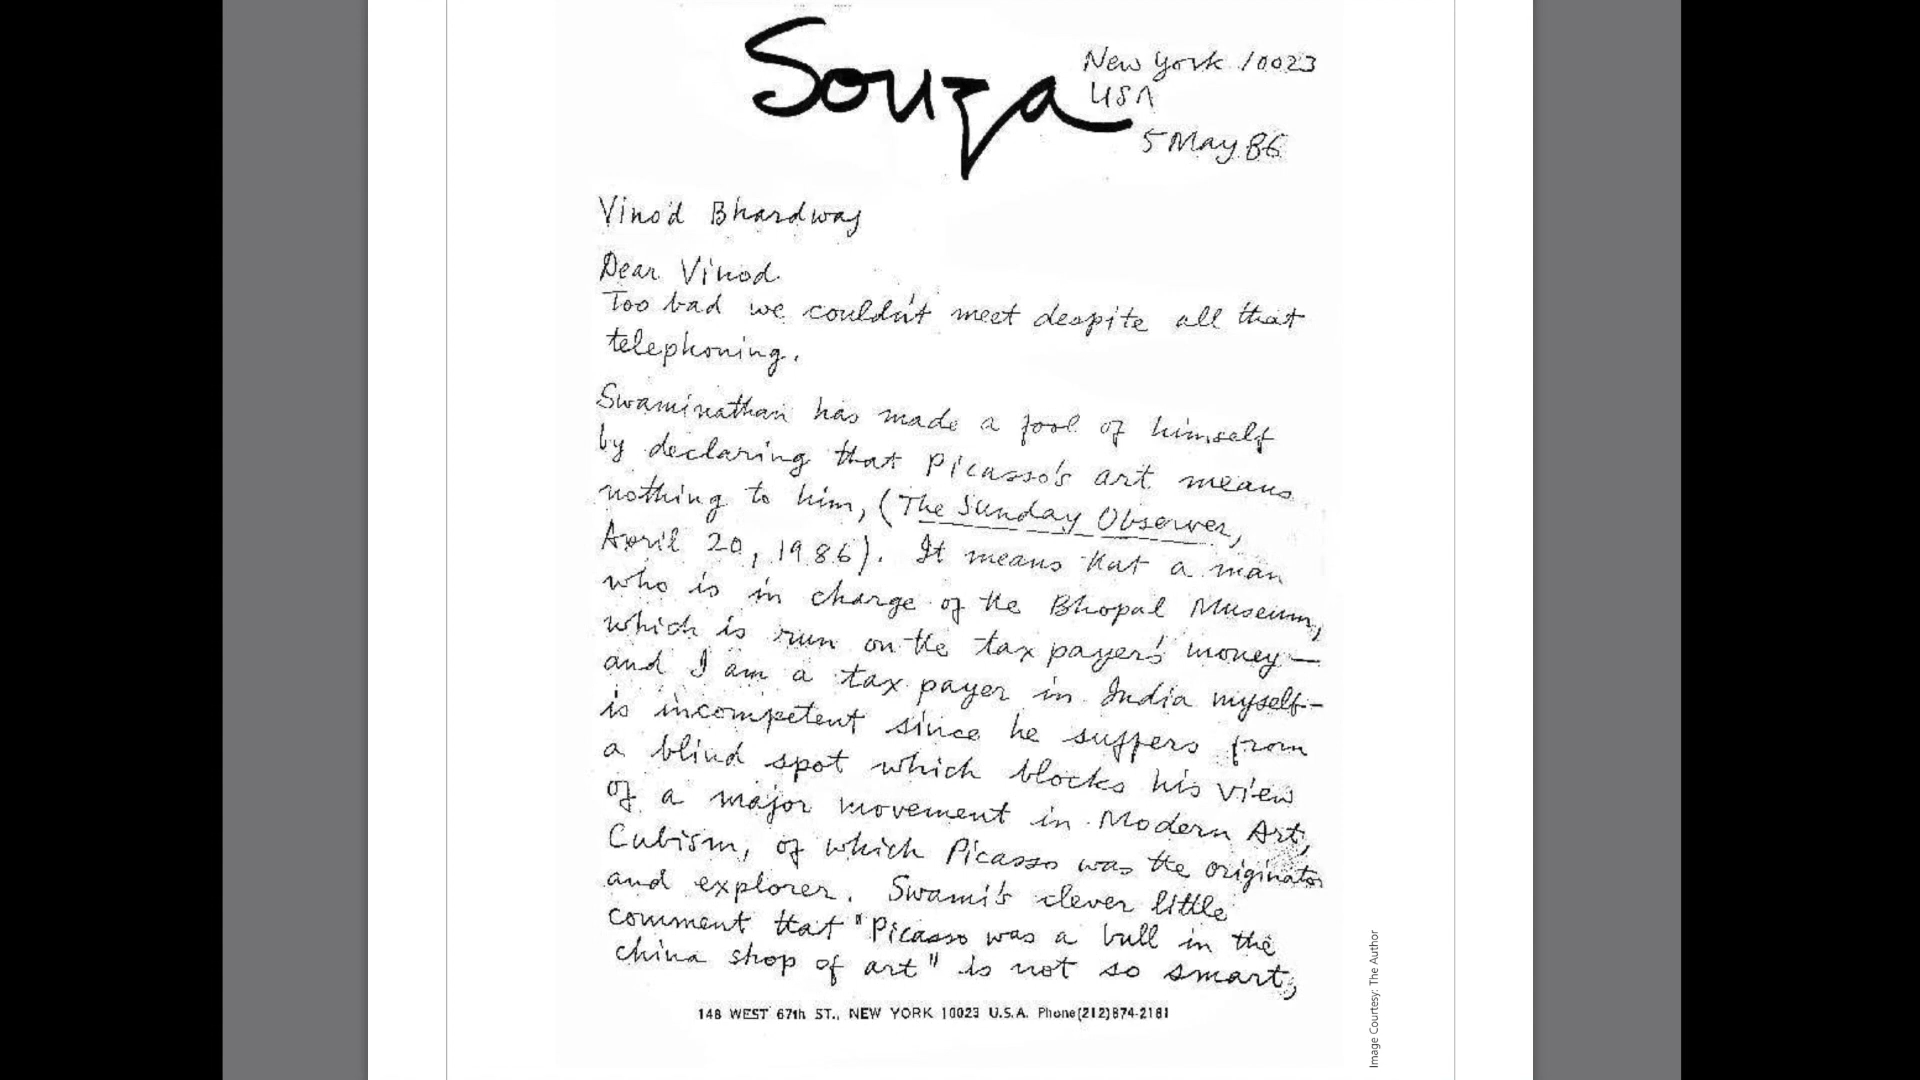 Souza
New York 10023
USA
5 May 86
Vinod Bhardwaj
Dear Vinod
Too bad we couldn't meet despite all that
telephoning.
Swaminathan has made a fool of himself
by declaring that Picasso's art means
nothing to him, (The Sunday Observer,
April 20, 1986). It means that a man
who is in charge of the Bhopal Museum,
which is run on the tax payer's money—
and I am a tax payer in India myself—
is incompetent since he suffers from
a blind spot which blocks his view
of a major movement in Modern Art,
Cubism, of which Picasso was the originator
and explorer. Swami's clever little
comment that "Picasso was a bull in the
china shop of art" is not so smart,
148 WEST 67th ST., NEW YORK 10023 U.S.A. Phone(212)874-2181
Image Courtesy: The Author